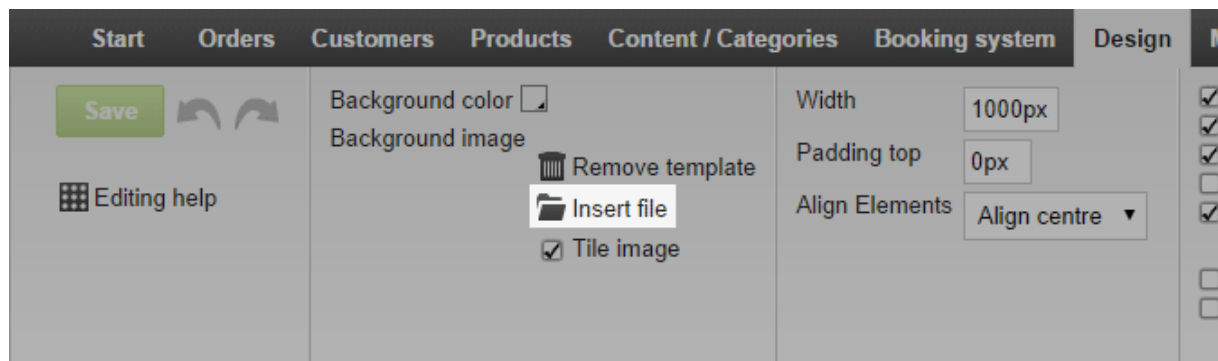 Start Orders Customers Products Content / Categories Booking system Design
Save
Editing help
Background color
Background image
Remove template
Insert file
Tile image
Width 1000px
Padding top 0px
Align Elements Align centre